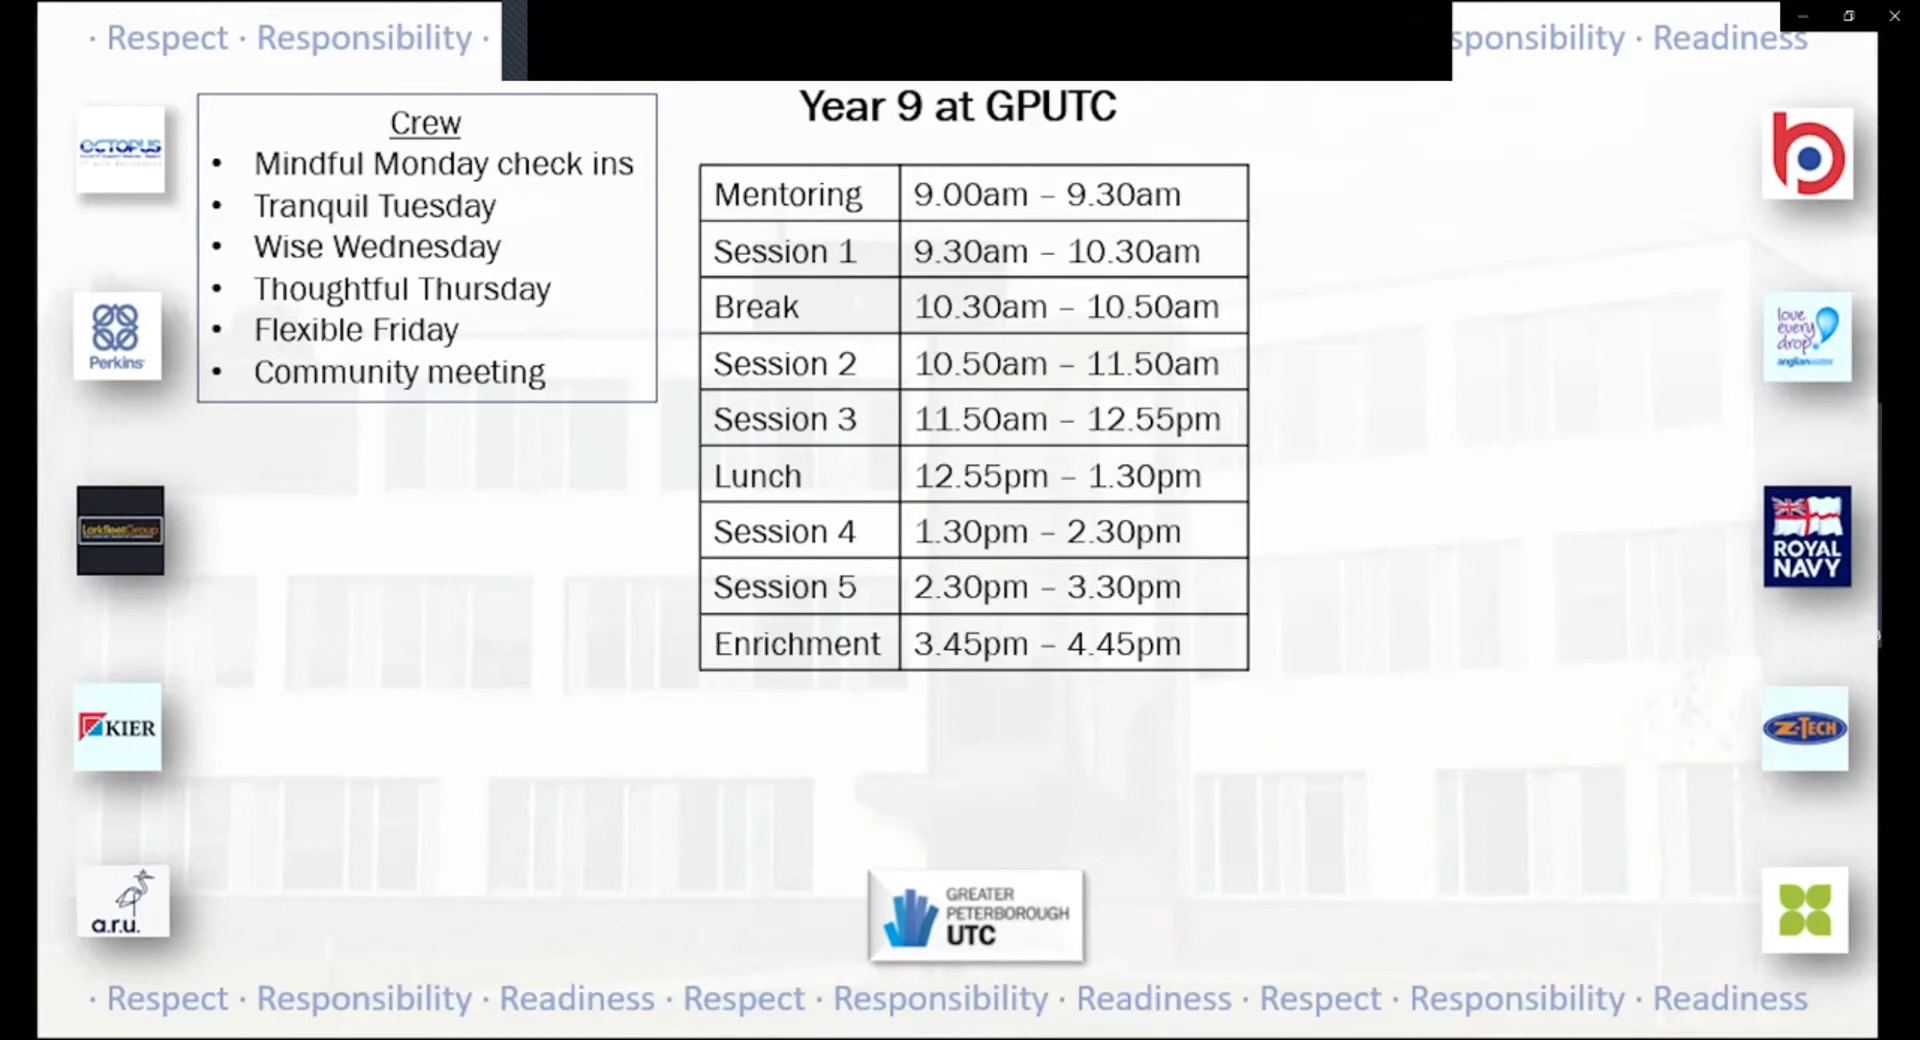 · Respect · Responsibility ·
sponsibility · Readiness
Year 9 at GPUTC
Crew
• Mindful Monday check ins
• Tranquil Tuesday
• Wise Wednesday
• Thoughtful Thursday
• Flexible Friday
• Community meeting
Mentoring 9.00am – 9.30am
Session 1 9.30am – 10.30am
Break 10.30am – 10.50am
Session 2 10.50am – 11.50am
Session 3 11.50am – 12.55pm
Lunch 12.55pm – 1.30pm
Session 4 1.30pm – 2.30pm
Session 5 2.30pm – 3.30pm
Enrichment 3.45pm – 4.45pm
OCTOPUS
Perkins
LarkfleetGroup
KIER
a.r.u.
b
love
every
drop
anglianwater
ROYAL
NAVY
Z-TECH
GREATER
PETERBOROUGH
UTC
· Respect · Responsibility · Readiness · Respect · Responsibility · Readiness · Respect · Responsibility · Readiness